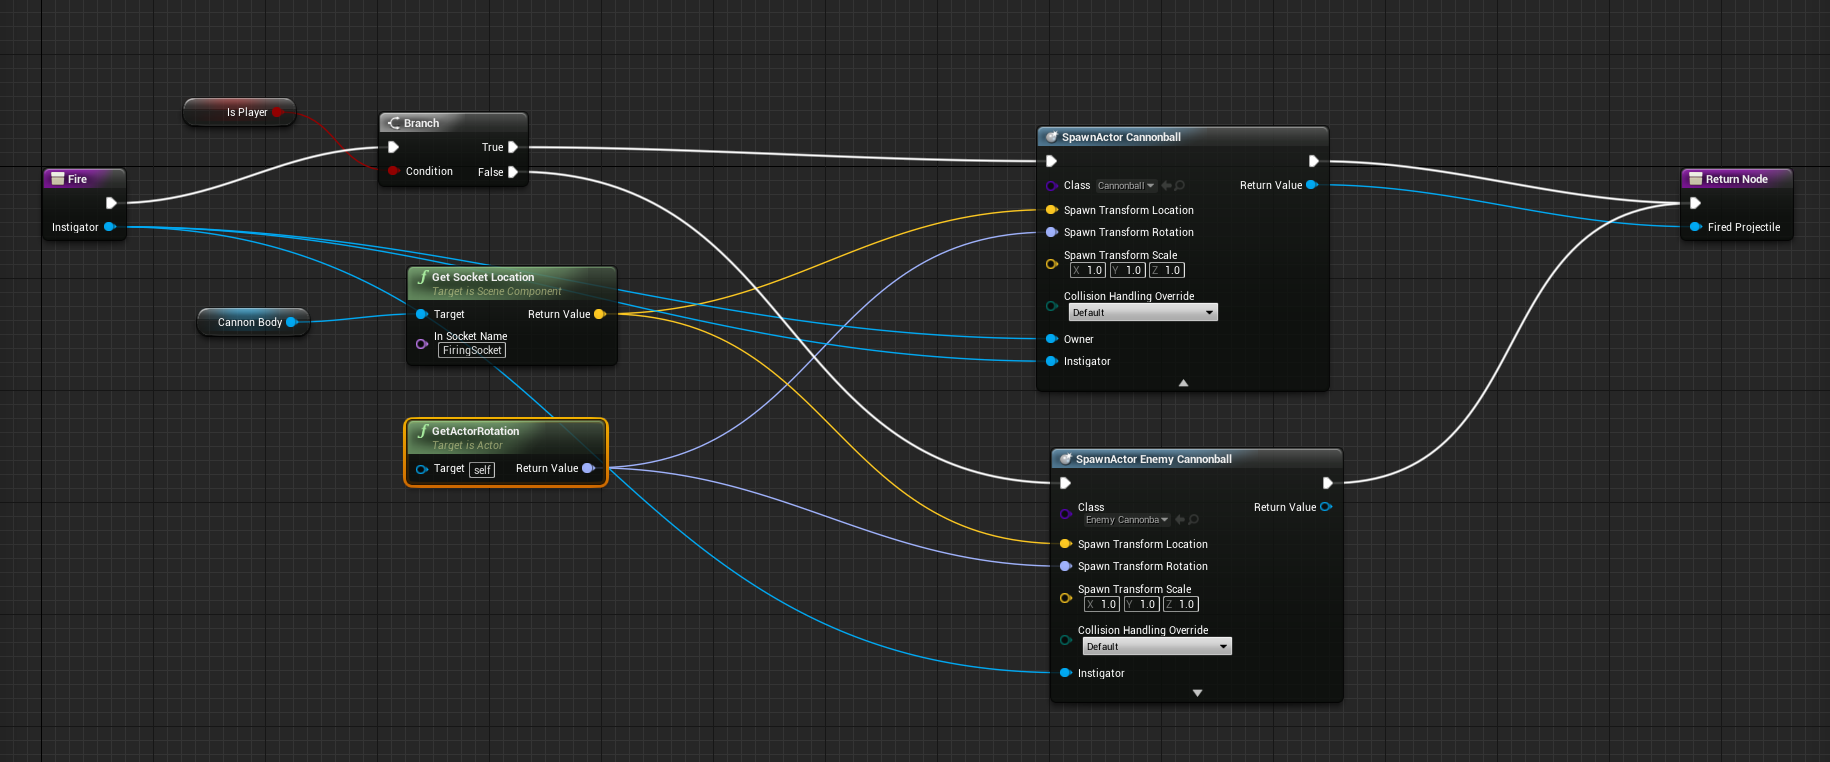 Is Player
Branch
True
Condition
False
Fire
Instigator
Get Socket Location
Target is Scene Component
Target
Return Value
In Socket Name
FiringSocket
Cannon Body
GetActorRotation
Target is Actor
Target self
Return Value
SpawnActor Cannonball
Class Cannonball
Return Value
Spawn Transform Location
Spawn Transform Rotation
Spawn Transform Scale
X 1.0 Y 1.0 Z 1.0
Collision Handling Override
Default
Owner
Instigator
SpawnActor Enemy Cannonball
Class
Enemy Cannonba
Return Value
Spawn Transform Location
Spawn Transform Rotation
Spawn Transform Scale
X 1.0 Y 1.0 Z 1.0
Collision Handling Override
Default
Instigator
Return Node
Fired Projectile